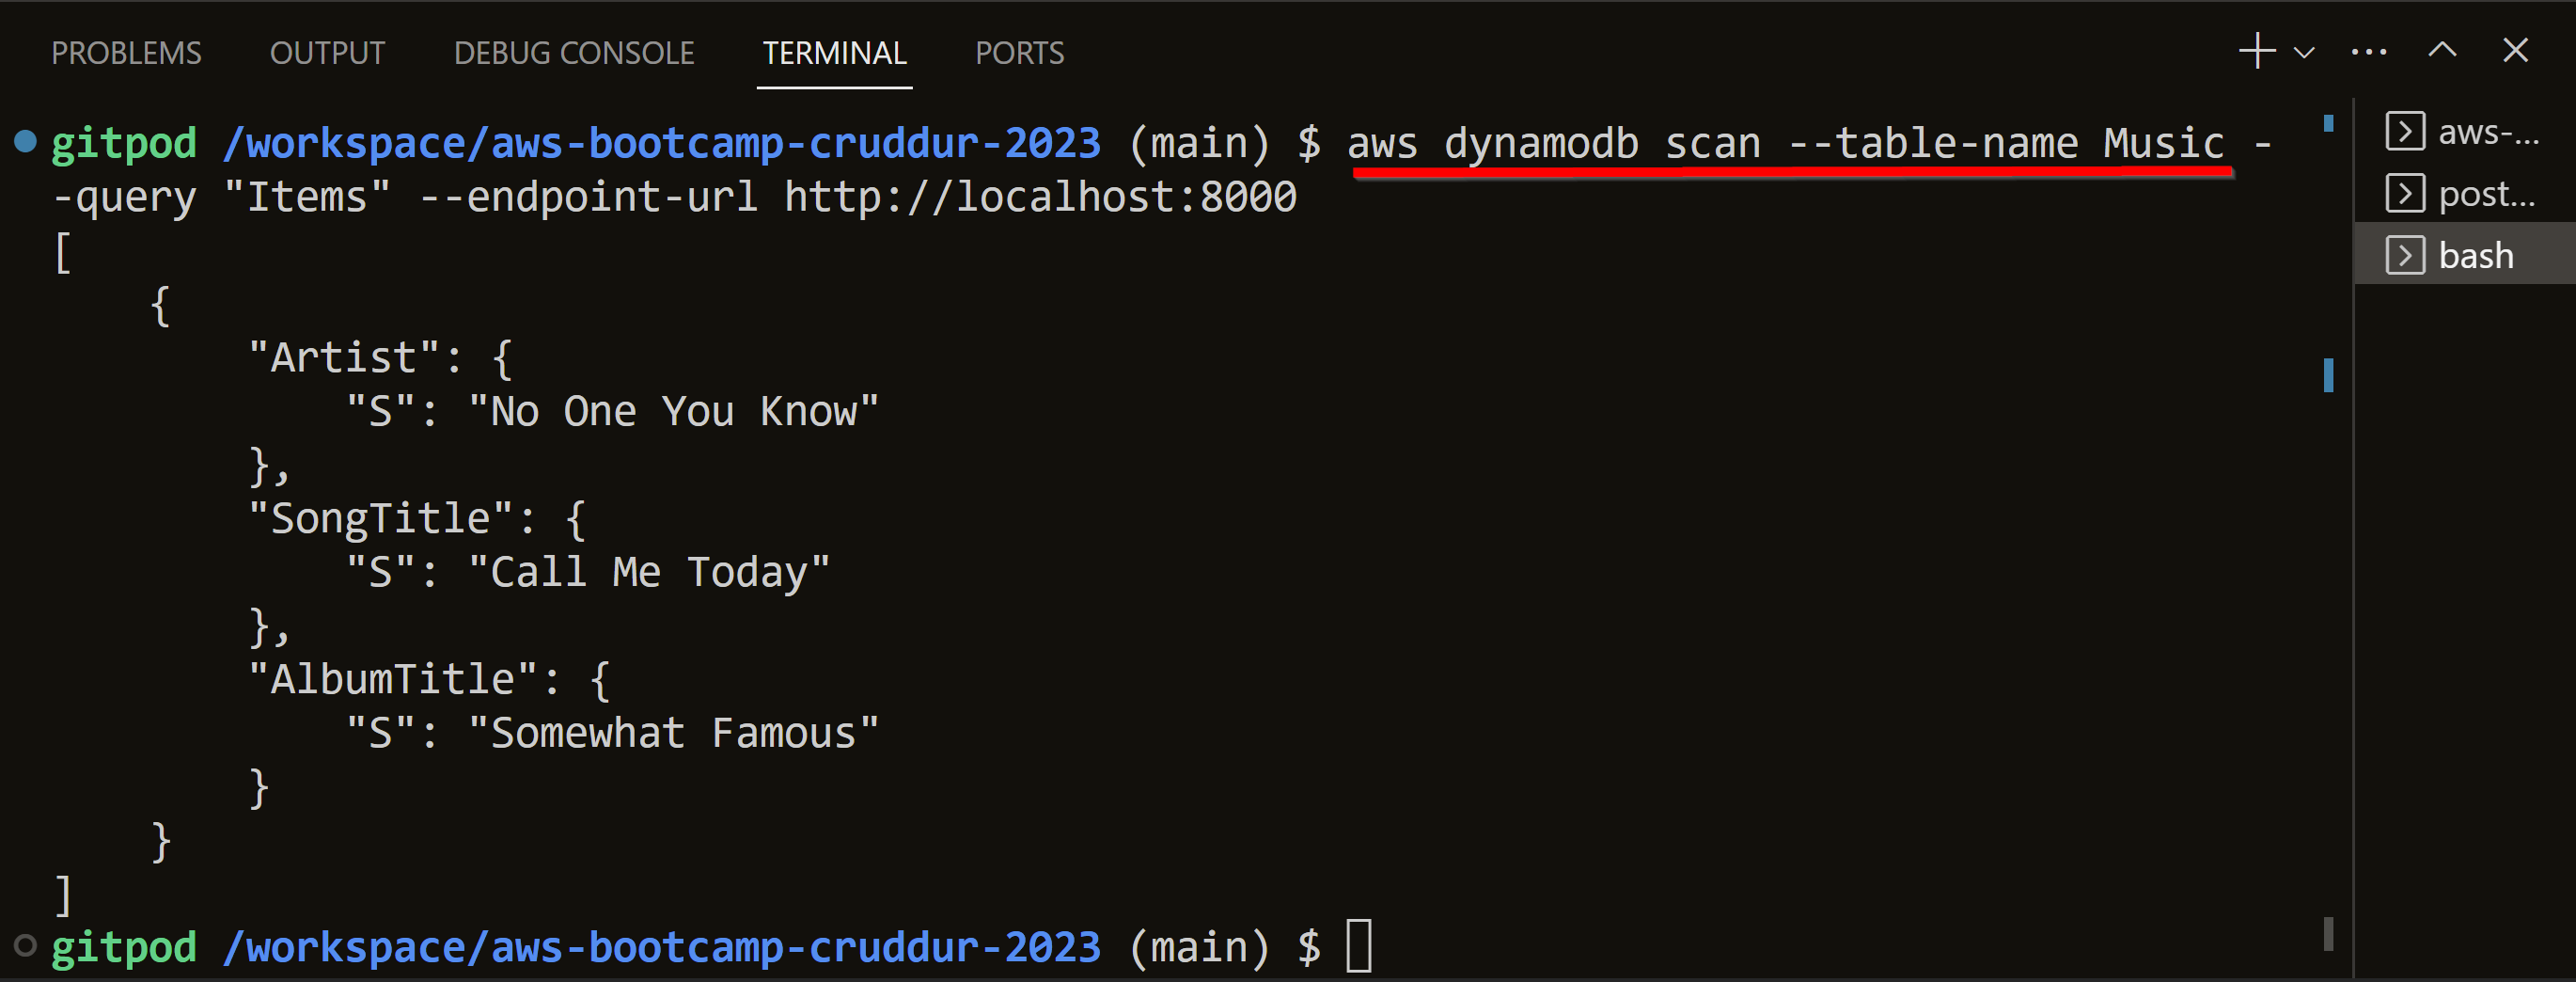 PROBLEMS OUTPUT DEBUG CONSOLE TERMINAL PORTS
gitpod /workspace/aws-bootcamp-cruddur-2023 (main) $ aws dynamodb scan --table-name Music -
-query "Items" --endpoint-url http://localhost:8000
[
    {
        "Artist": {
            "S": "No One You Know"
        },
        "SongTitle": {
            "S": "Call Me Today"
        },
        "AlbumTitle": {
            "S": "Somewhat Famous"
        }
    }
]
gitpod /workspace/aws-bootcamp-cruddur-2023 (main) $
aws-...
post...
bash